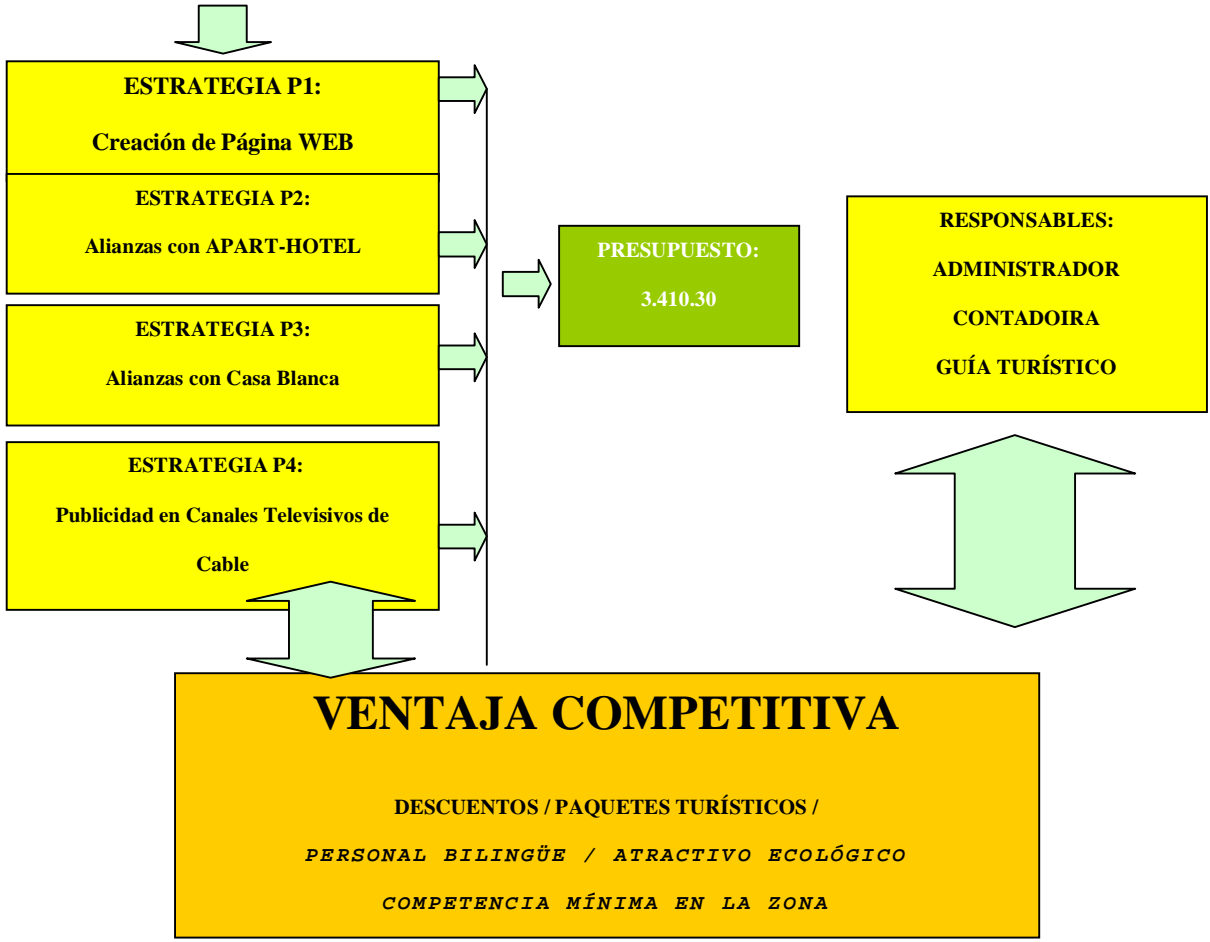 ESTRATEGIA P1:
Creación de Página WEB
ESTRATEGIA P2:
Alianzas con APART-HOTEL
ESTRATEGIA P3:
Alianzas con Casa Blanca
ESTRATEGIA P4:
Publicidad en Canales Televisivos de
Cable
PRESUPUESTO:
3.410.30
RESPONSABLES:
ADMINISTRADOR
CONTADOIRA
GUÍA TURÍSTICO
VENTAJA COMPETITIVA
DESCUENTOS / PAQUETES TURÍSTICOS /
PERSONAL BILINGÜE / ATRACTIVO ECOLÓGICO
COMPETENCIA MÍNIMA EN LA ZONA